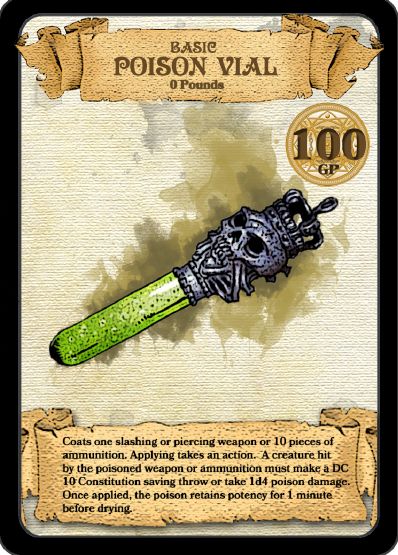 BASIC
POISON VIAL
0 Pounds
100
GP
Coats one slashing or piercing weapon or 10 pieces of
ammunition. Applying takes an action. A creature hit
by the poisoned weapon or ammunition must make a DC
10 Constitution saving throw or take 1d4 poison damage.
Once applied, the poison retains potency for 1 minute
before drying.